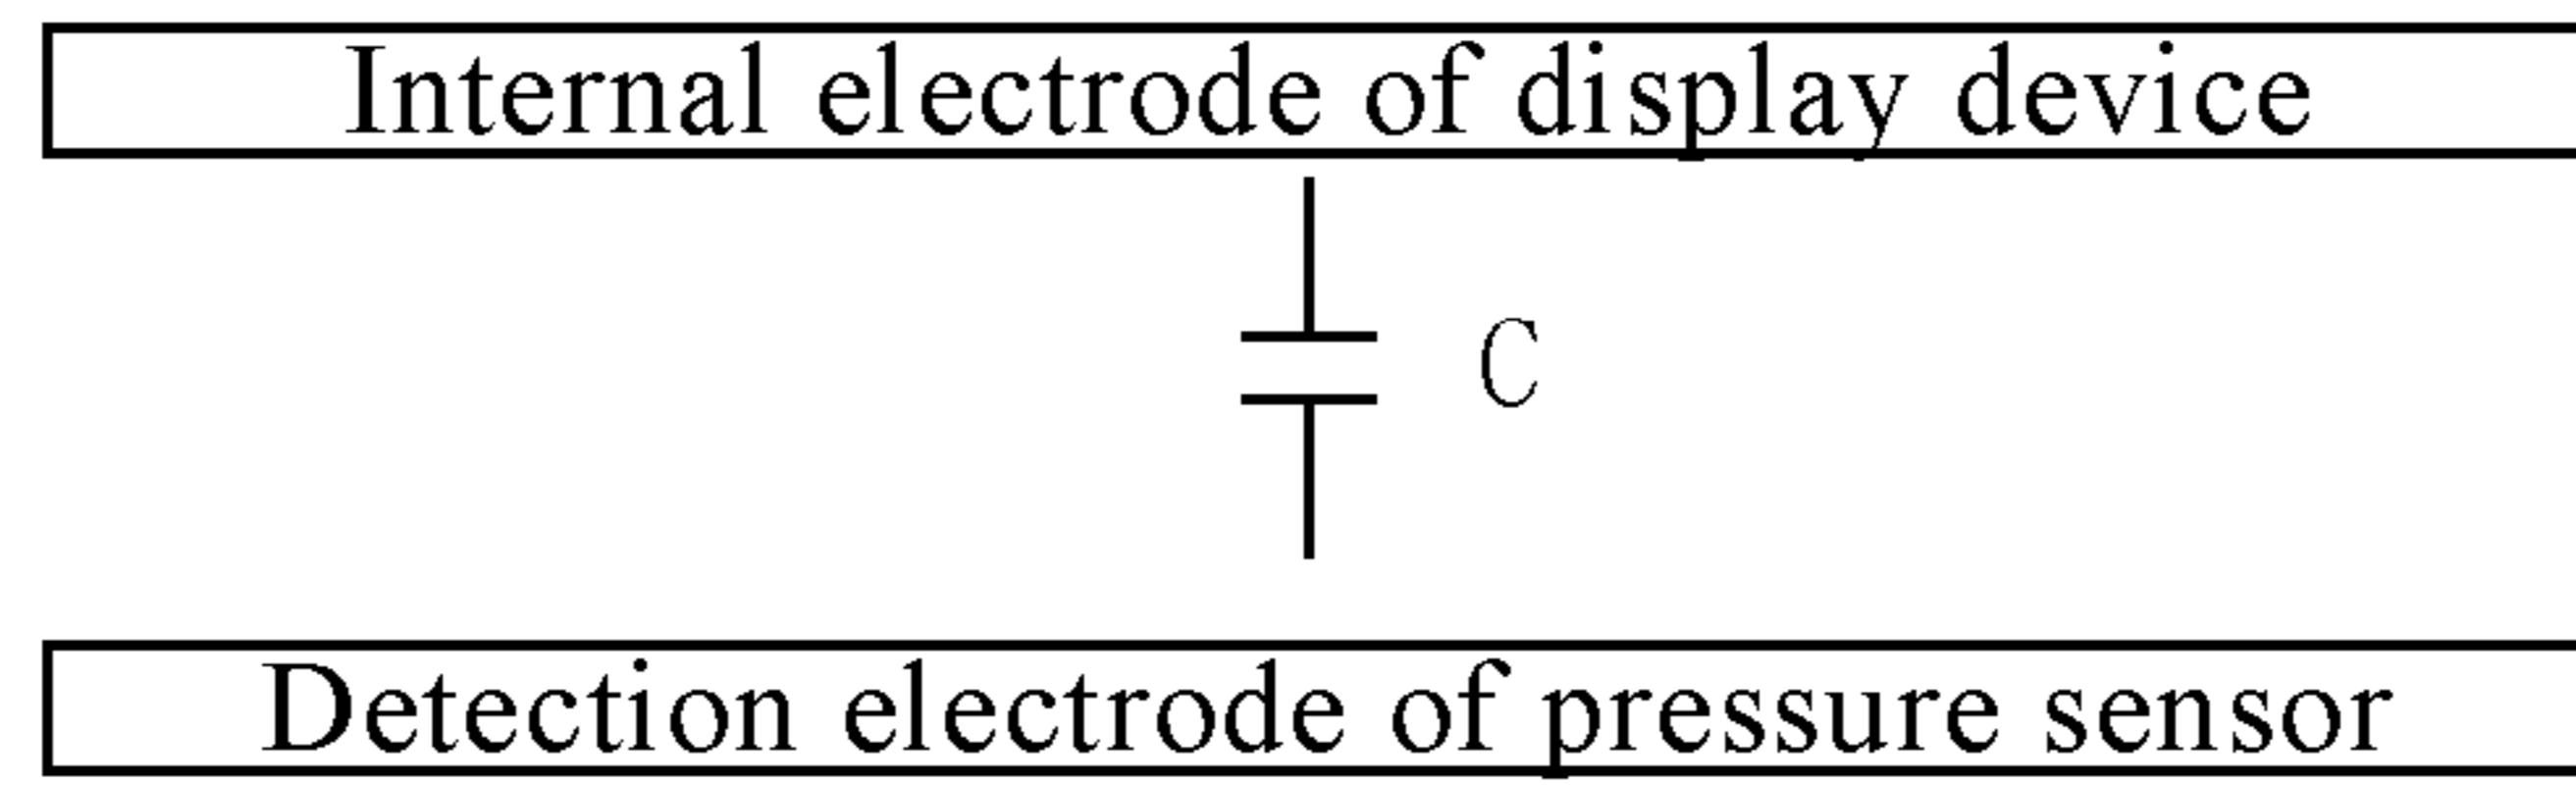 Internal electrode of display device
C
Detection electrode of pressure sensor